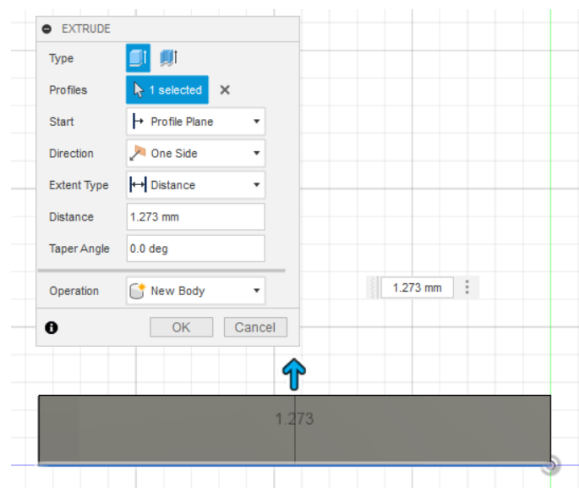 EXTRUDE
Type
Profiles 1 selected
Start Profile Plane
Direction One Side
Extent Type Distance
Distance 1.273 mm
Taper Angle 0.0 deg
Operation New Body
1.273 mm
OK Cancel
1.273